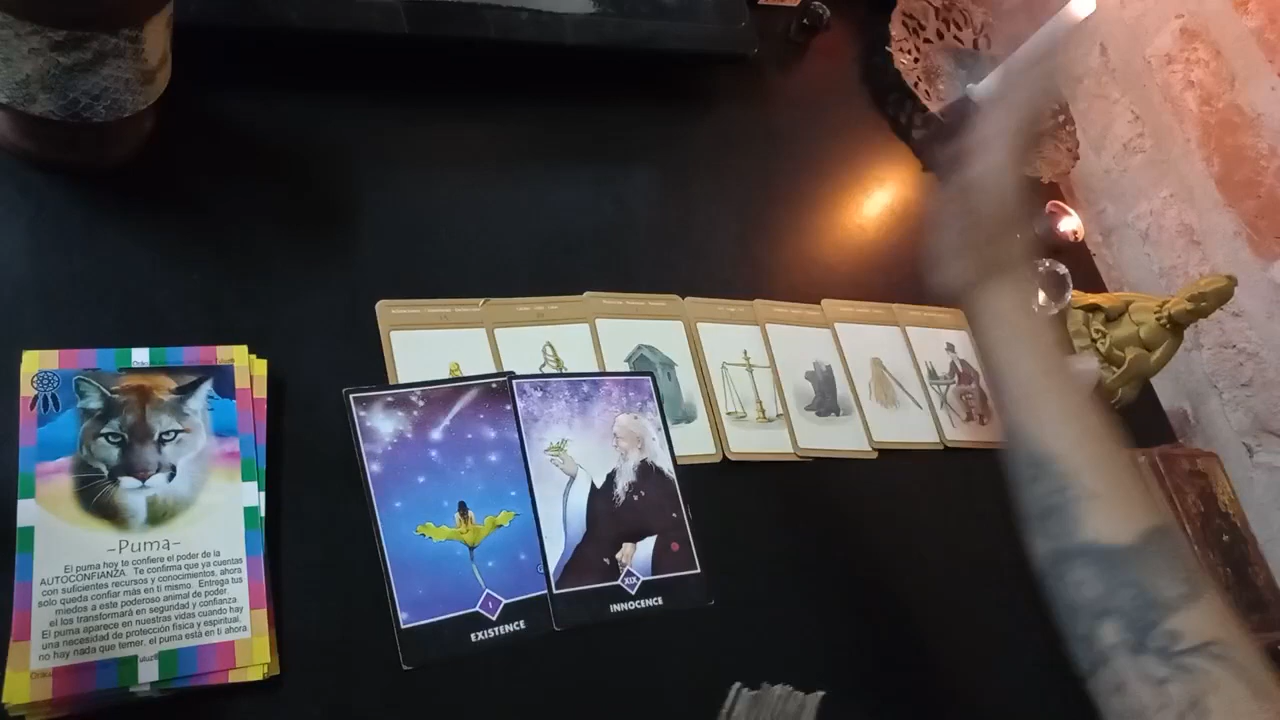 -Puma-
El puma hoy te confiere el poder de la
AUTOCONFIANZA. Te confirma que ya cuentas
con suficientes recursos y conocimientos, ahora
solo queda confiar más en ti mismo. Entrega tus
miedos a este poderoso animal de poder.
el los transformará en seguridad y confianza.
El puma aparece en nuestras vidas cuando hay
una necesidad de protección física y espiritual.
no hay nada que temer, el puma está en ti ahora.
I
EXISTENCE
XIX
INNOCENCE